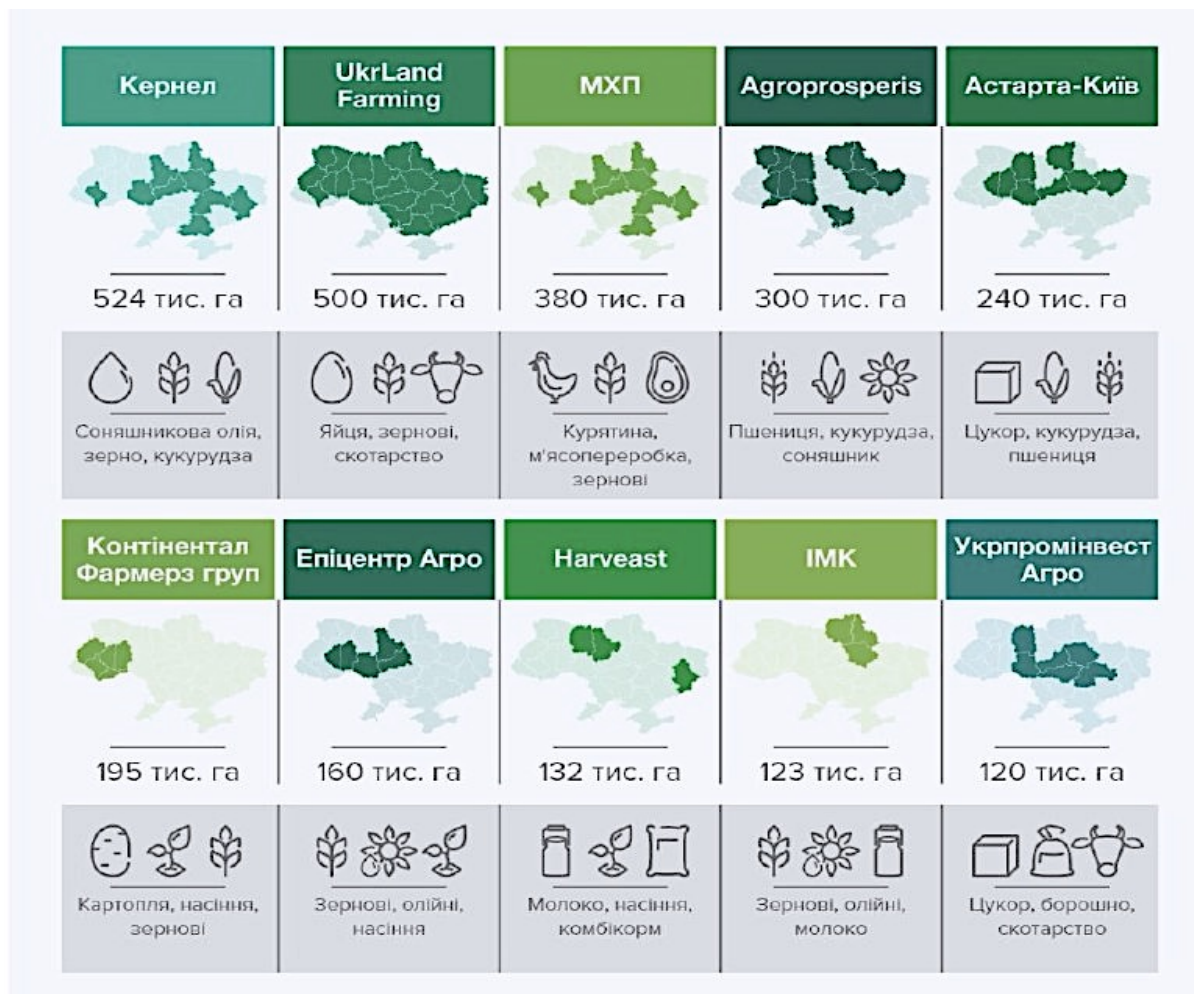 Кернел
UkrLand
Farming
МХП
Agroprosperis
Астарта-Київ
524 тис. га
500 тис. га
380 тис. га
300 тис. га
240 тис. га
Соняшникова олія,
зерно, кукурудза
Яйця, зернові,
скотарство
Курятина,
м'ясопереробка,
зернові
Пшениця, кукурудза,
соняшник
Цукор, кукурудза,
пшениця
Контінентал
Фармерз груп
Епіцентр Агро
Harveast
ІМК
Укрпромінвест
Агро
195 тис. га
160 тис. га
132 тис. га
123 тис. га
120 тис. га
Картопля, насіння,
зернові
Зернові, олійні,
насіння
Молоко, насіння,
комбікорм
Зернові, олійні,
молоко
Цукор, борошно,
скотарство